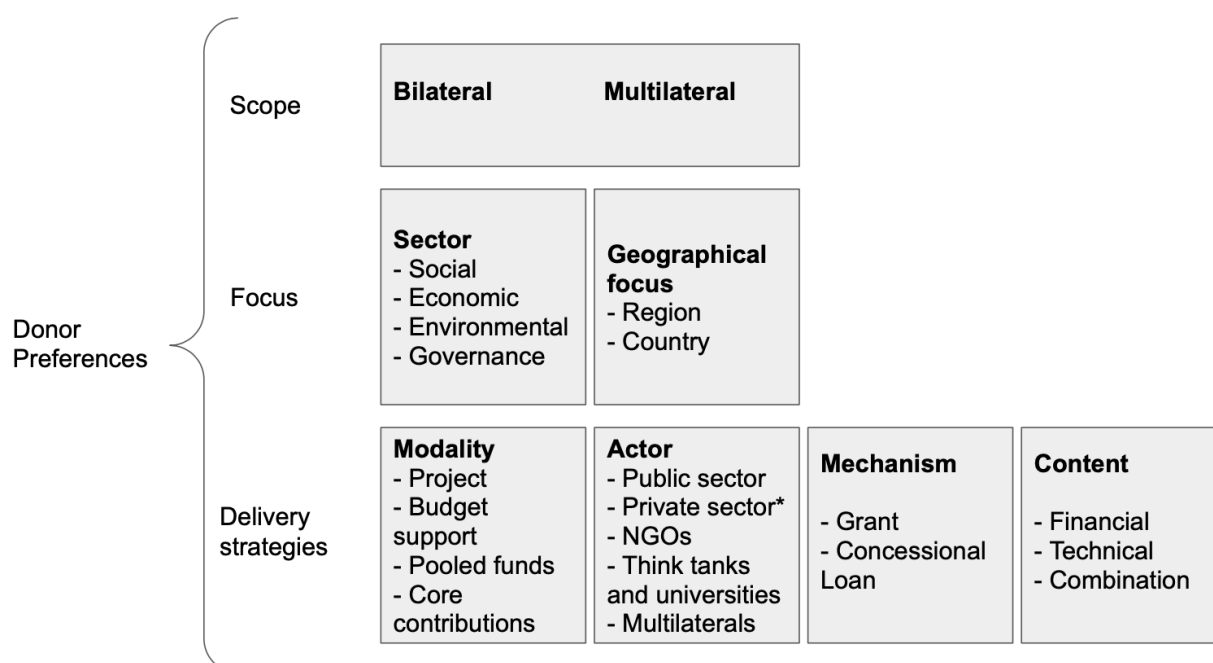 Donor
Preferences
Scope
Bilateral
Multilateral
Focus
Sector
- Social
- Economic
- Environmental
- Governance
Geographical
focus
- Region
- Country
Delivery
strategies
Modality
- Project
- Budget
support
- Pooled funds
- Core
contributions
Actor
- Public sector
- Private sector*
- NGOs
- Think tanks
and universities
- Multilaterals
Mechanism
- Grant
- Concessional
Loan
Content
- Financial
- Technical
- Combination